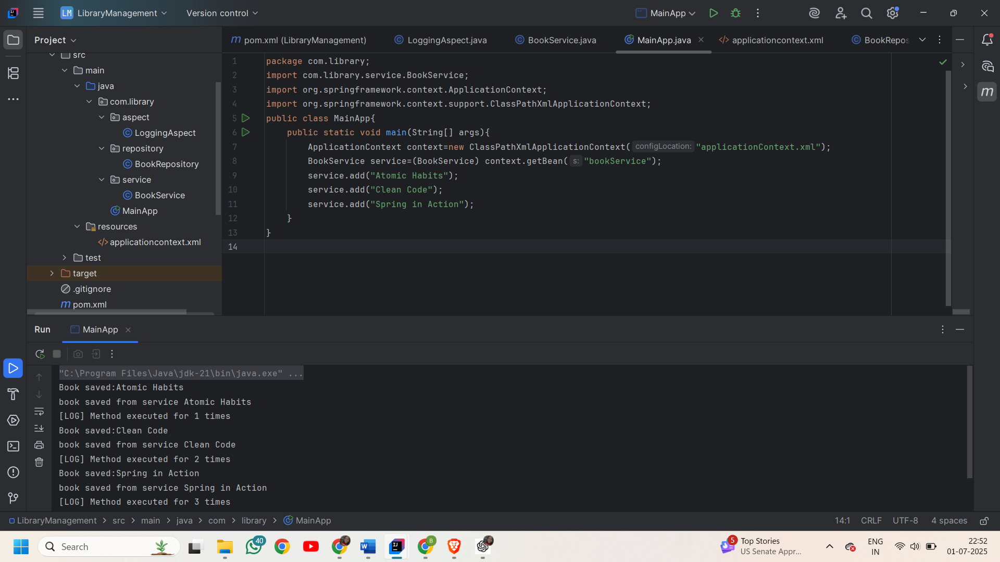 LM LibraryManagement
Version control
MainApp
Project
src
main
java
com.library
aspect
LoggingAspect
repository
BookRepository
service
BookService
MainApp
resources
applicationcontext.xml
test
target
.gitignore
pom.xml
pom.xml (LibraryManagement)
LoggingAspect.java
BookService.java
MainApp.java
applicationcontext.xml
BookRepos
1 package com.library;
2 import com.library.service.BookService;
3 import org.springframework.context.ApplicationContext;
4 import org.springframework.context.support.ClassPathXmlApplicationContext;
5 public class MainApp{
6 public static void main(String[] args){
7 ApplicationContext context=new ClassPathXmlApplicationContext( configLocation: "applicationContext.xml");
8 BookService service=(BookService) context.getBean( s: "bookService");
9 service.add("Atomic Habits");
10 service.add("Clean Code");
11 service.add("Spring in Action");
12 }
13 }
14
Run
MainApp
"C:\Program Files\Java\jdk-21\bin\java.exe" ...
Book saved:Atomic Habits
book saved from service Atomic Habits
[LOG] Method executed for 1 times
Book saved:Clean Code
book saved from service Clean Code
[LOG] Method executed for 2 times
Book saved:Spring in Action
book saved from service Spring in Action
[LOG] Method executed for 3 times
LibraryManagement > src > main > java > com > library > MainApp
14:1 CRLF UTF-8 4 spaces
Search
40
5
Top Stories
US Senate Appr...
ENG
IN
22:52
01-07-2025